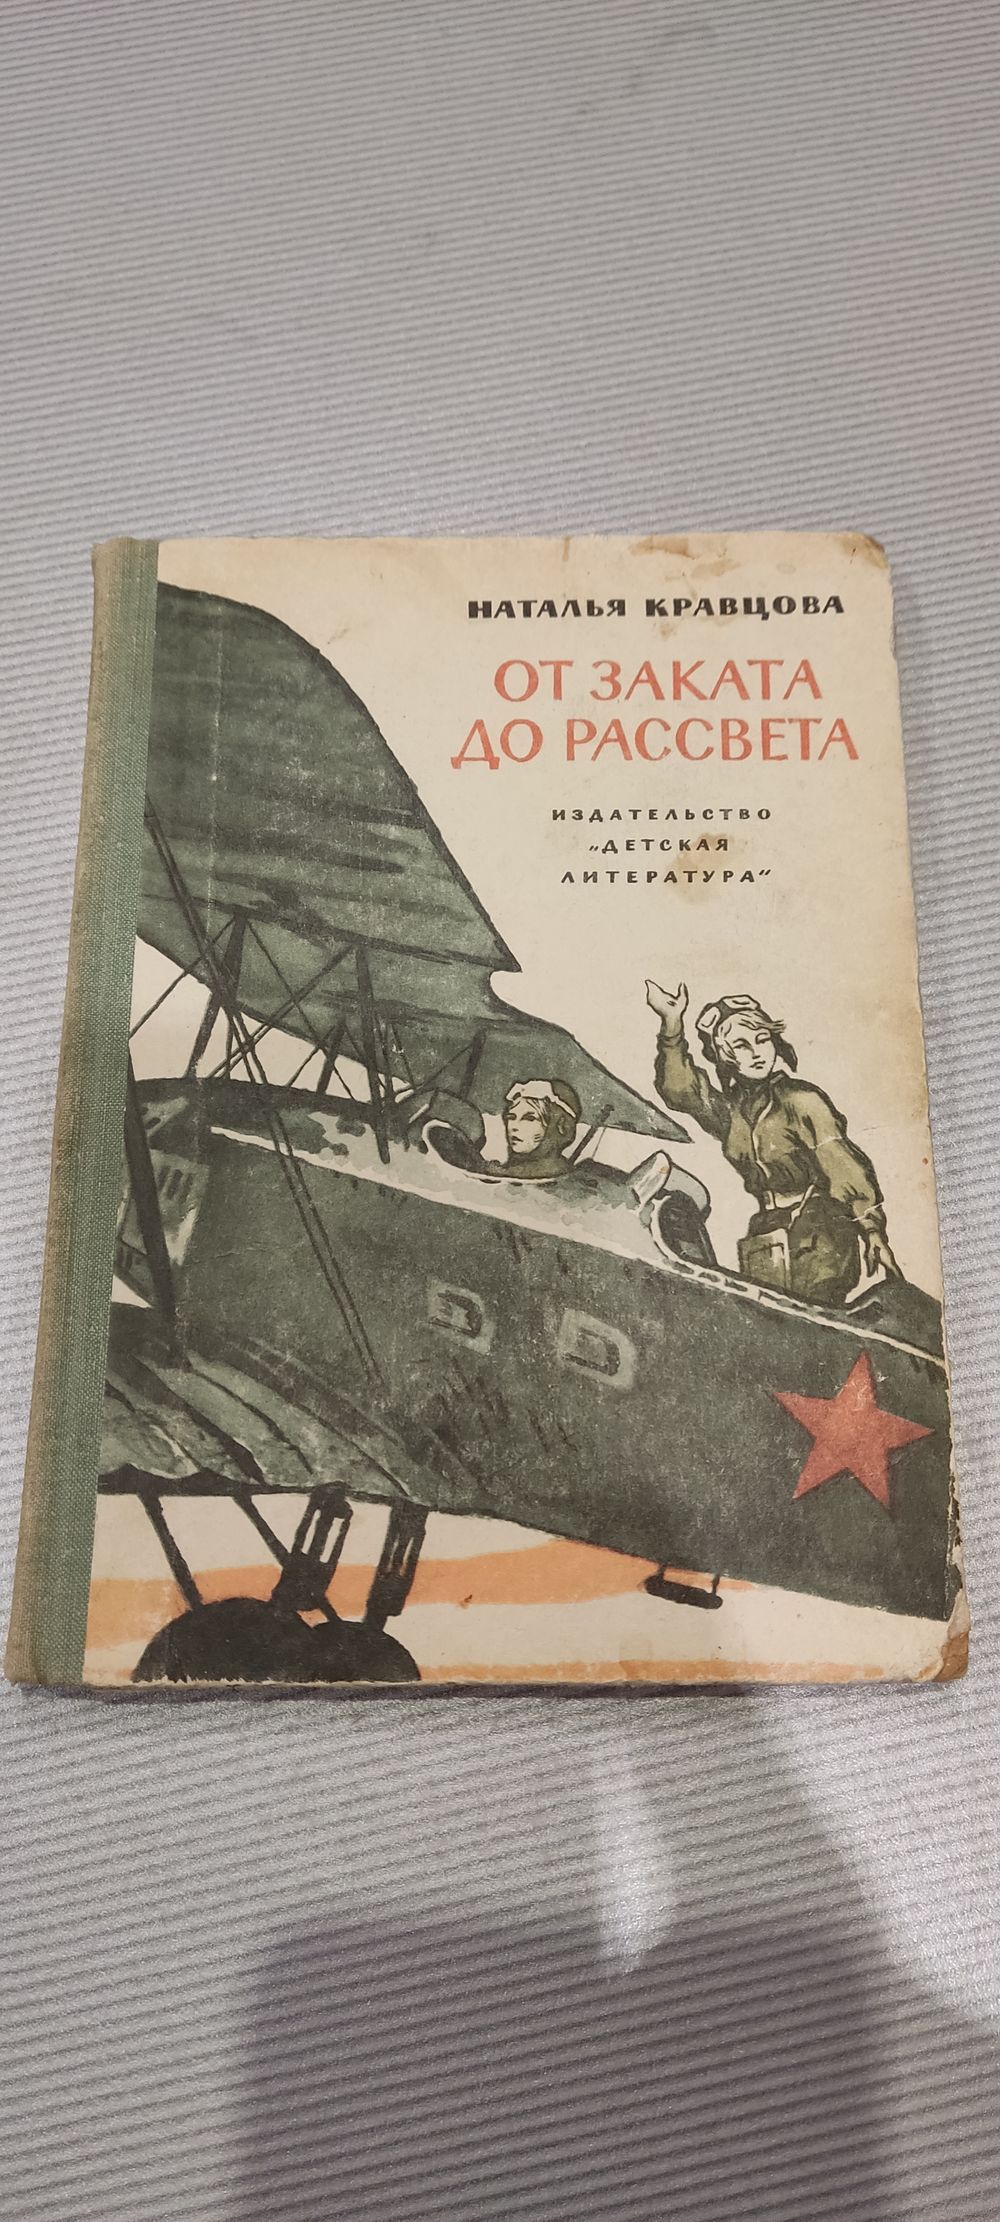 НАТАЛЬЯ КРАВЦОВА
ОТ ЗАКАТА
ДО РАССВЕТА
ИЗДАТЕЛЬСТВО
„ДЕТСКАЯ
ЛИТЕРАТУРА"